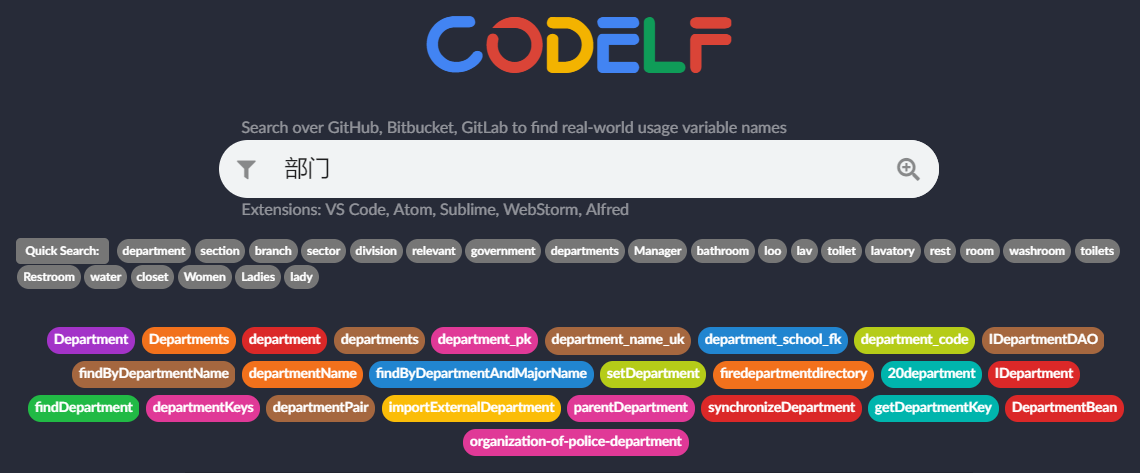 CODELF
Search over GitHub, Bitbucket, GitLab to find real-world usage variable names
部门
Extensions: VS Code, Atom, Sublime, WebStorm, Alfred
Quick Search: department section branch sector division relevant government departments Manager bathroom loo lav toilet lavatory rest room washroom toilets
Restroom water closet Women Ladies lady
Department Departments department departments department_pk department_name_uk department_school_fk department_code IDepartmentDAO
findByDepartmentName departmentName findByDepartmentAndMajorName setDepartment firedepartmentdirectory 20department IDepartment
findDepartment departmentKeys departmentPair importExternalDepartment parentDepartment synchronizeDepartment getDepartmentKey DepartmentBean
organization-of-police-department